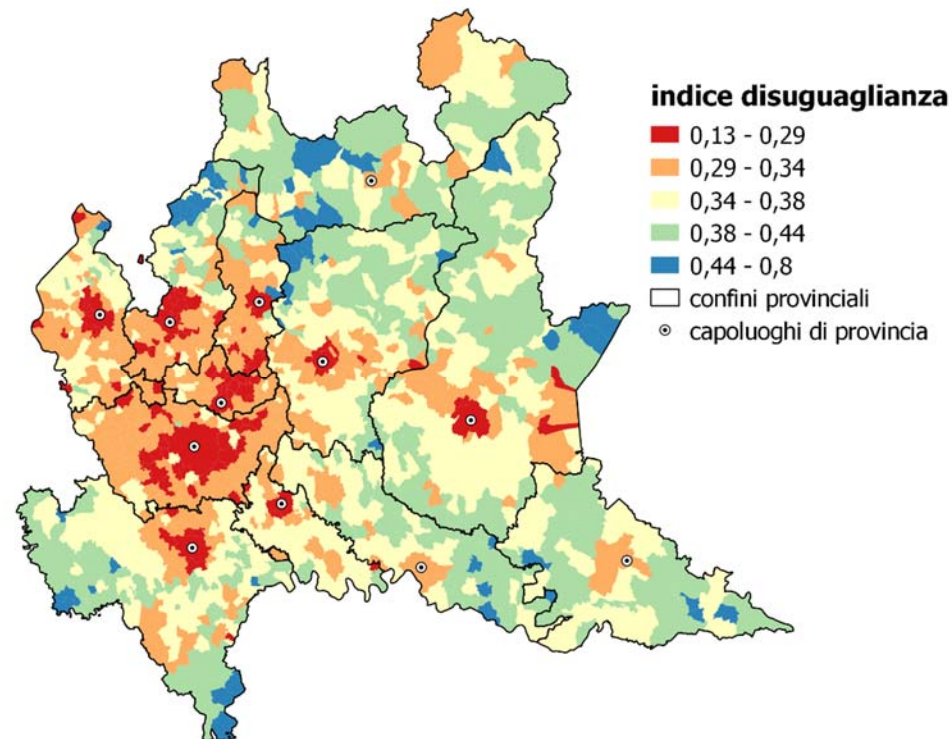 indice disuguaglianza
0,13 - 0,29
0,29 - 0,34
0,34 - 0,38
0,38 - 0,44
0,44 - 0,8
confini provinciali
capoluoghi di provincia